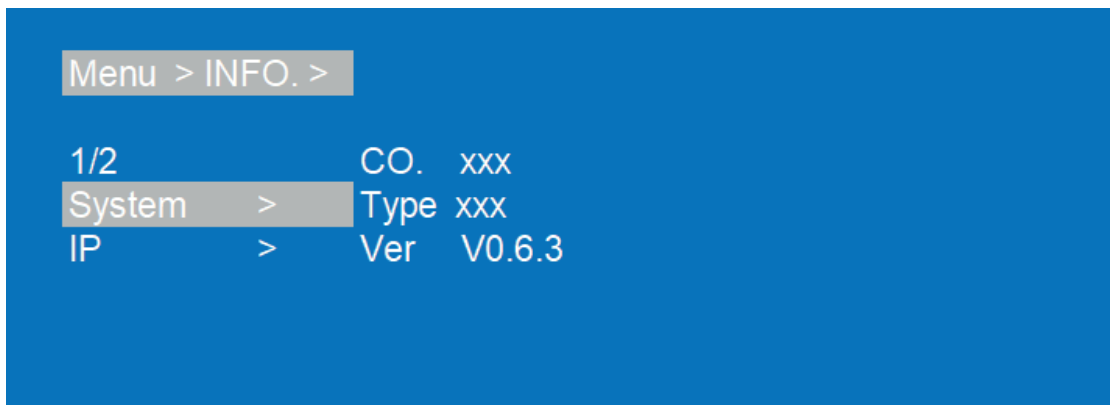 Menu > INFO. >
1/2 CO. xxx
System > Type xxx
IP > Ver V0.6.3